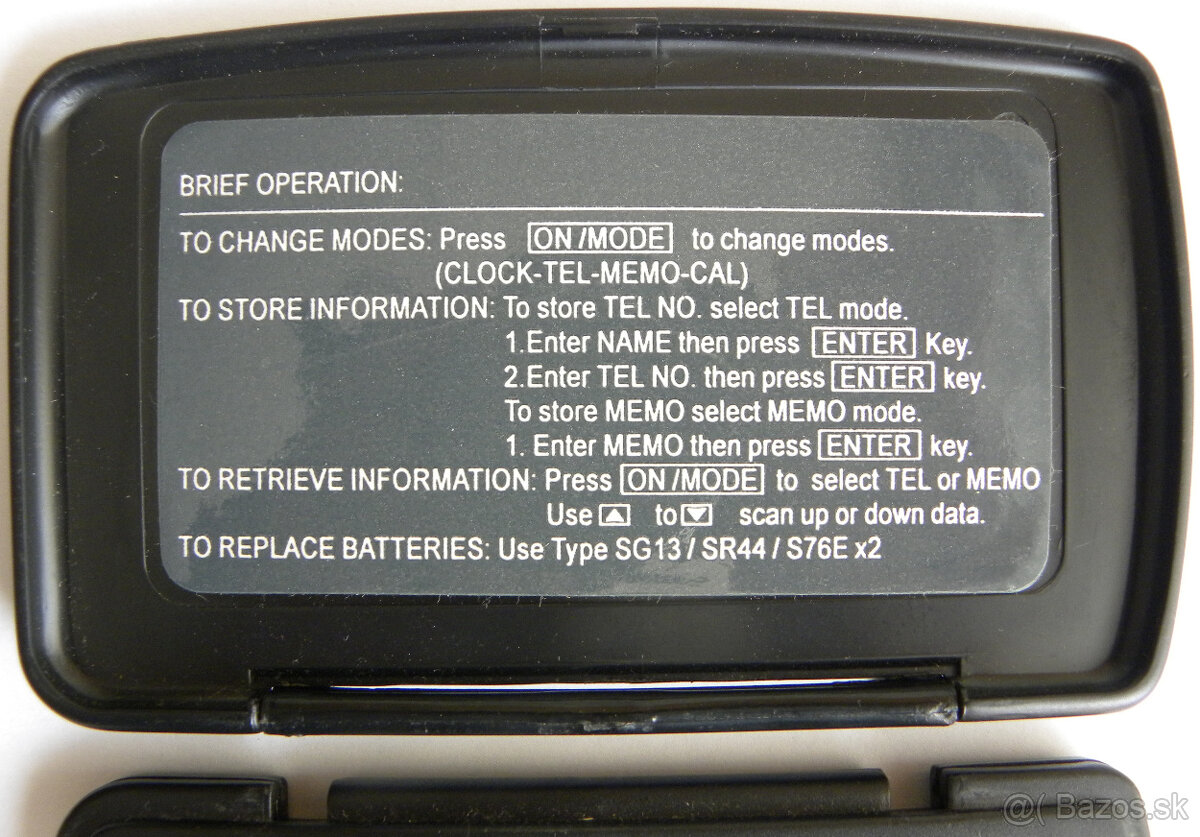 BRIEF OPERATION:
TO CHANGE MODES: Press ON /MODE to change modes.
(CLOCK-TEL-MEMO-CAL)
TO STORE INFORMATION: To store TEL NO. select TEL mode.
1.Enter NAME then press ENTER Key.
2.Enter TEL NO. then press ENTER key.
To store MEMO select MEMO mode.
1. Enter MEMO then press ENTER key.
TO RETRIEVE INFORMATION: Press ON /MODE to select TEL or MEMO
Use ▲ to ▼ scan up or down data.
TO REPLACE BATTERIES: Use Type SG13 / SR44 / S76E x2
@( Bazos.sk